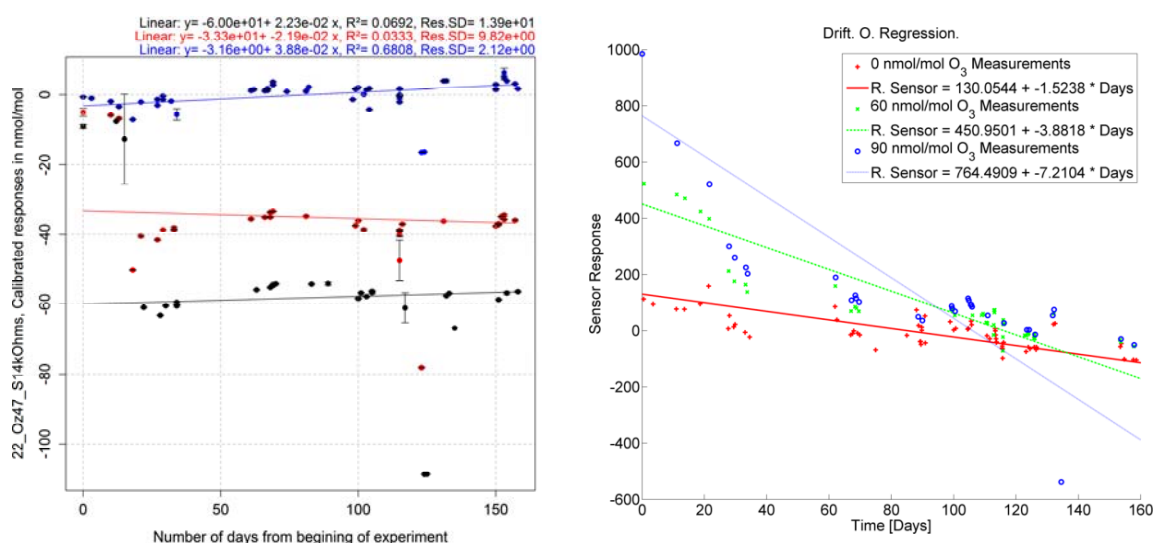 Linear: y= -6.00e+01+ 2.23e-02 x, R²= 0.0692, Res.SD= 1.39e+01
Linear: y= -3.33e+01+ -2.19e-02 x, R²= 0.0333, Res.SD= 9.82e+00
Linear: y= -3.16e+00+ 3.88e-02 x, R²= 0.6808, Res.SD= 2.12e+00
22_Oz47_S14kOhms, Calibrated responses in nmol/mol
0
-20
-40
-60
-80
-100
0
50
100
150
Number of days from begining of experiment
Drift. O. Regression.
0 nmol/mol O3 Measurements
R. Sensor = 130.0544 + -1.5238 * Days
60 nmol/mol O3 Measurements
R. Sensor = 450.9501 + -3.8818 * Days
90 nmol/mol O3 Measurements
R. Sensor = 764.4909 + -7.2104 * Days
Sensor Response
1000
800
600
400
200
0
-200
-400
-600
0
20
40
60
80
100
120
140
160
Time [Days]